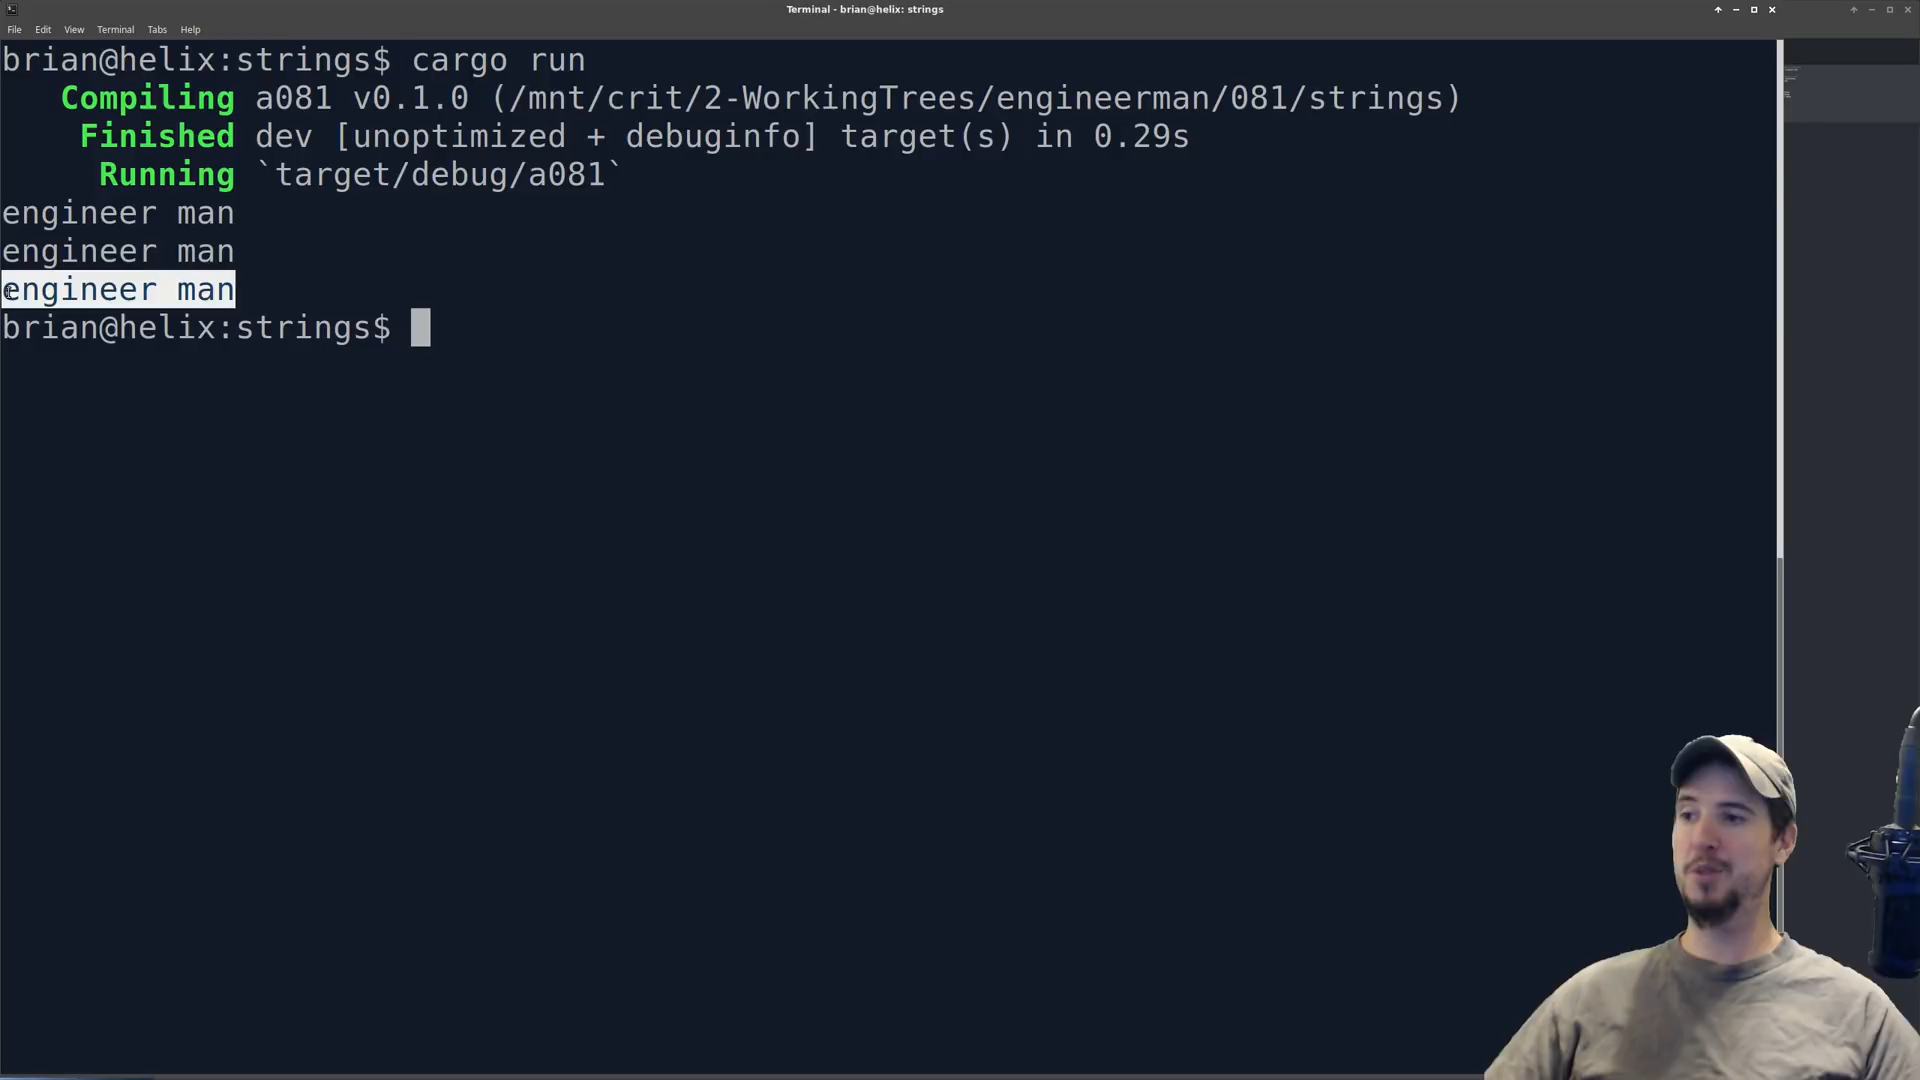 Terminal - brian@helix: strings
File Edit View Terminal Tabs Help
brian@helix:strings$ cargo run
Compiling a081 v0.1.0 (/mnt/crit/2-WorkingTrees/engineerman/081/strings)
Finished dev [unoptimized + debuginfo] target(s) in 0.29s
Running `target/debug/a081`
engineer man
engineer man
engineer man
brian@helix:strings$